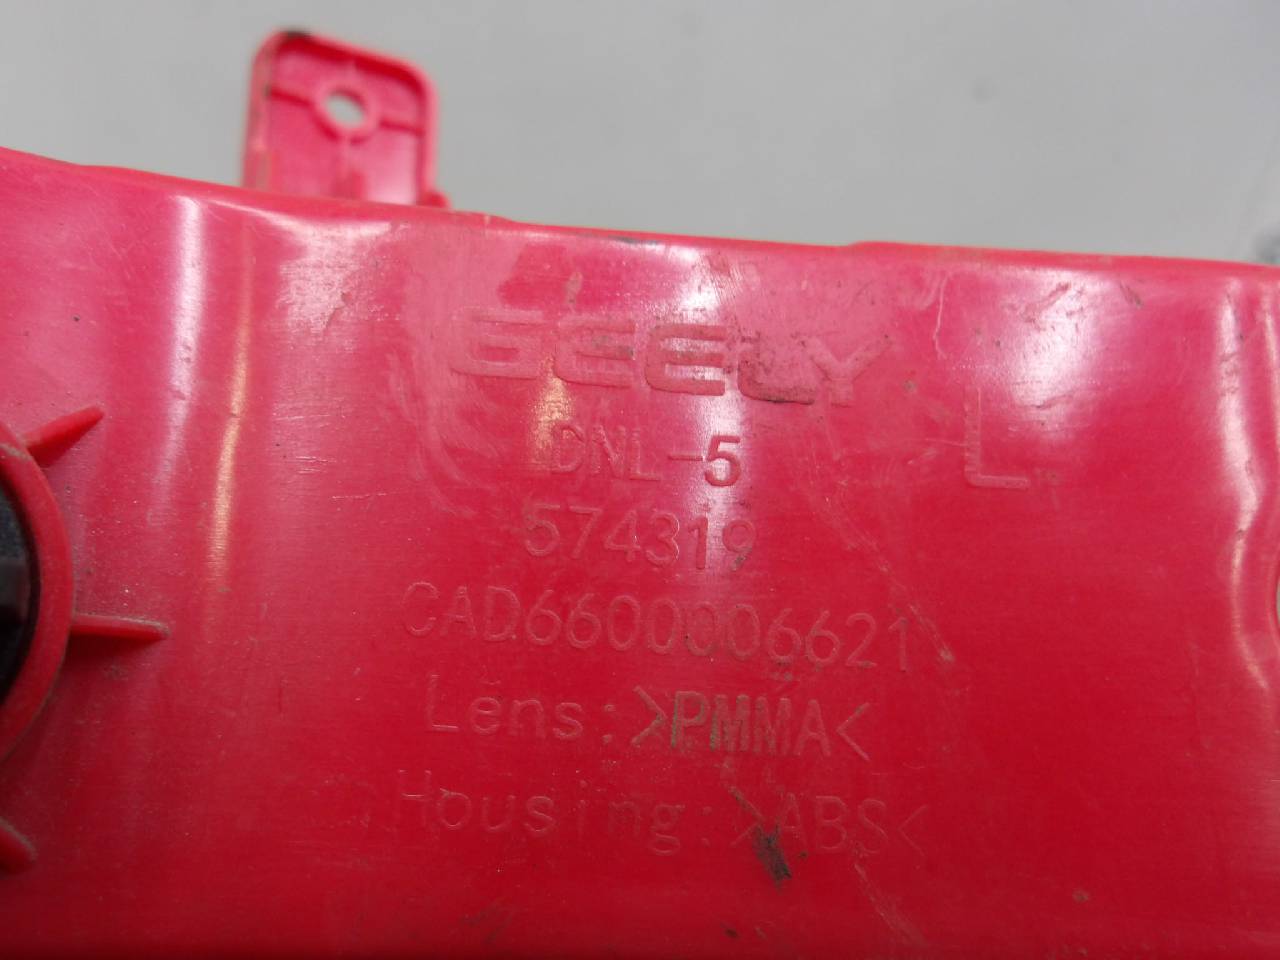 GEELY
L
DNL-5
574319
CAD6600006621
Lens: >PMMA<
Housing: >ABS<